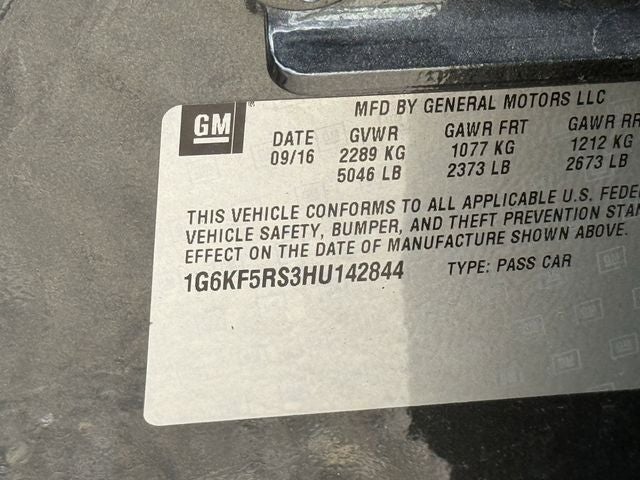 GM
MFD BY GENERAL MOTORS LLC
DATE GVWR GAWR FRT GAWR RR
09/16 2289 KG 1077 KG 1212 KG
5046 LB 2373 LB 2673 LB
THIS VEHICLE CONFORMS TO ALL APPLICABLE U.S. FEDE
VEHICLE SAFETY, BUMPER, AND THEFT PREVENTION STAN
EFFECT ON THE DATE OF MANUFACTURE SHOWN ABOVE.
1G6KF5RS3HU142844 TYPE: PASS CAR